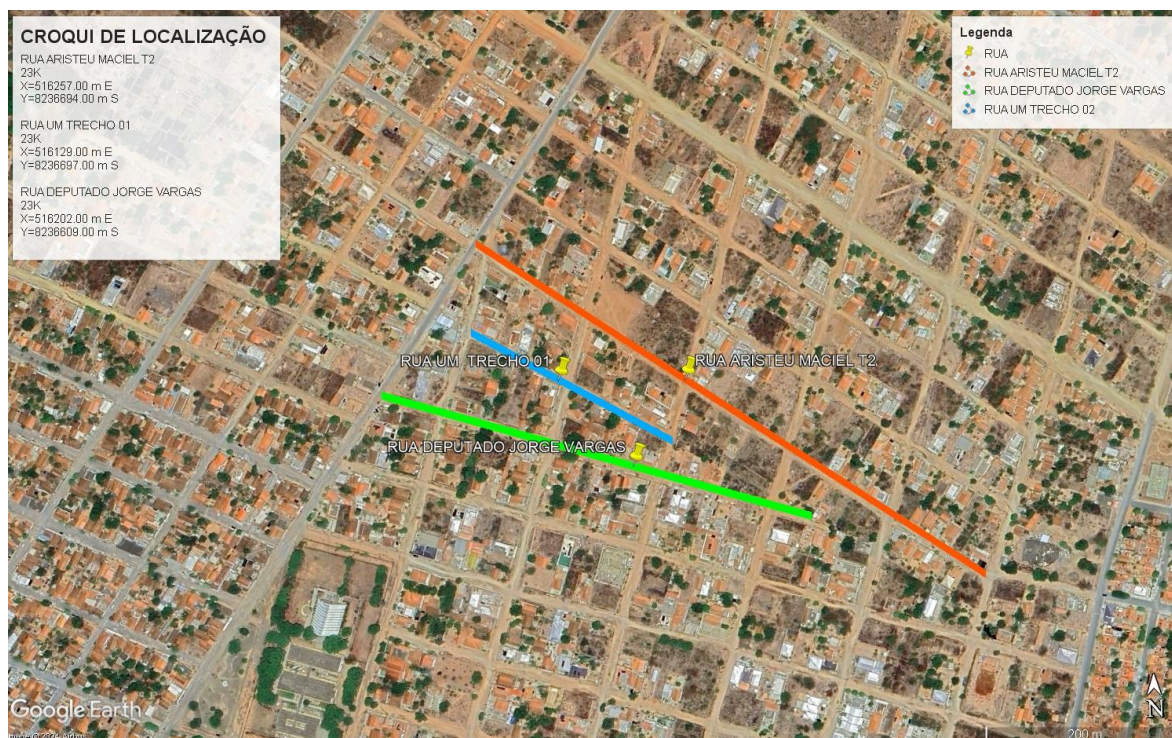 CROQUI DE LOCALIZAÇÃO
RUA ARISTEU MACIEL T2
23K
X=516257.00 m E
Y=8236694.00 m S
RUA UM TRECHO 01
23K
X=516129.00 m E
Y=8236697.00 m S
RUA DEPUTADO JORGE VARGAS
23K
X=516202.00 m E
Y=8236609.00 m S
Legenda
RUA
RUA ARISTEU MACIEL T2
RUA DEPUTADO JORGE VARGAS
RUA UM TRECHO 02
RUA UM TRECHO 01
RUA ARISTEU MACIEL T2
RUA DEPUTADO JORGE VARGAS
Google Earth
N
200 m